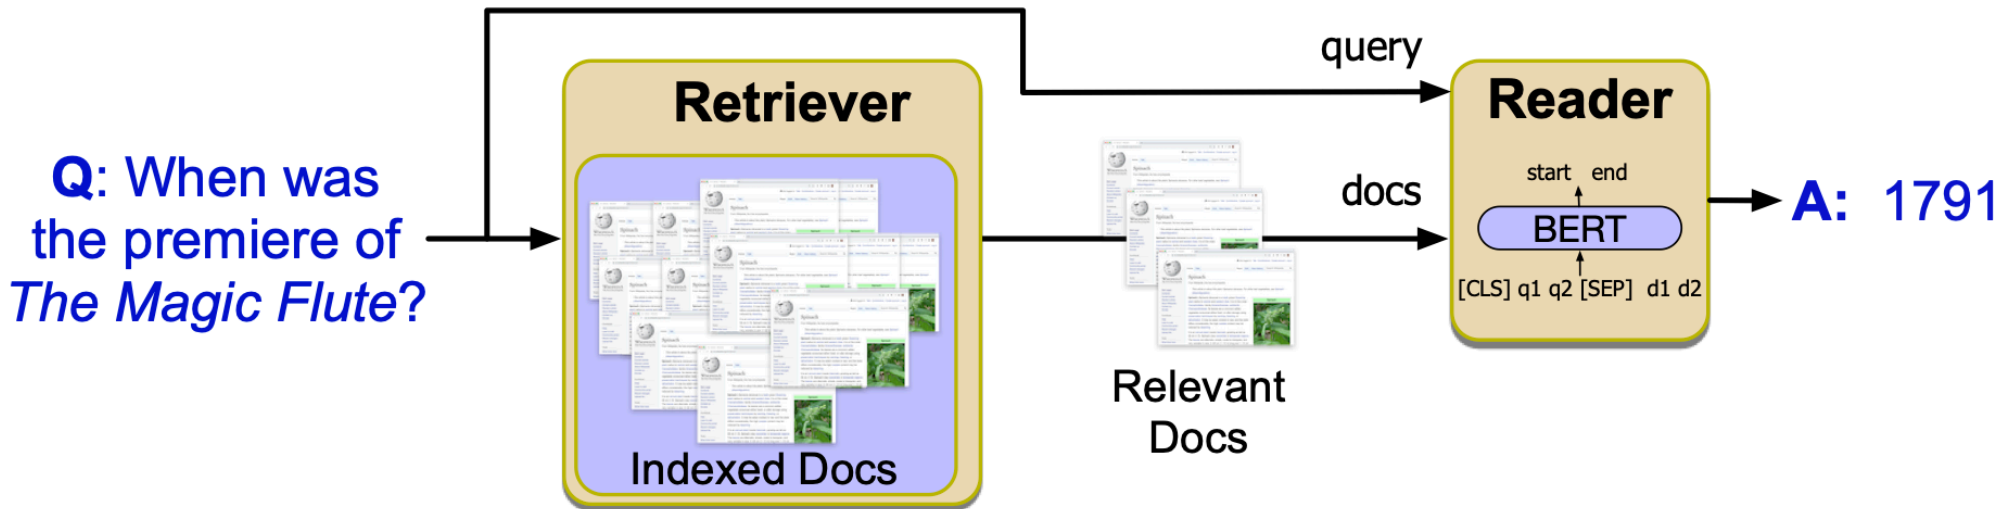 Q: When was
the premiere of
The Magic Flute?
Retriever
Spinach
Indexed Docs
query
docs
Relevant
Docs
Reader
start end
BERT
[CLS] q1 q2 [SEP] d1 d2
A: 1791